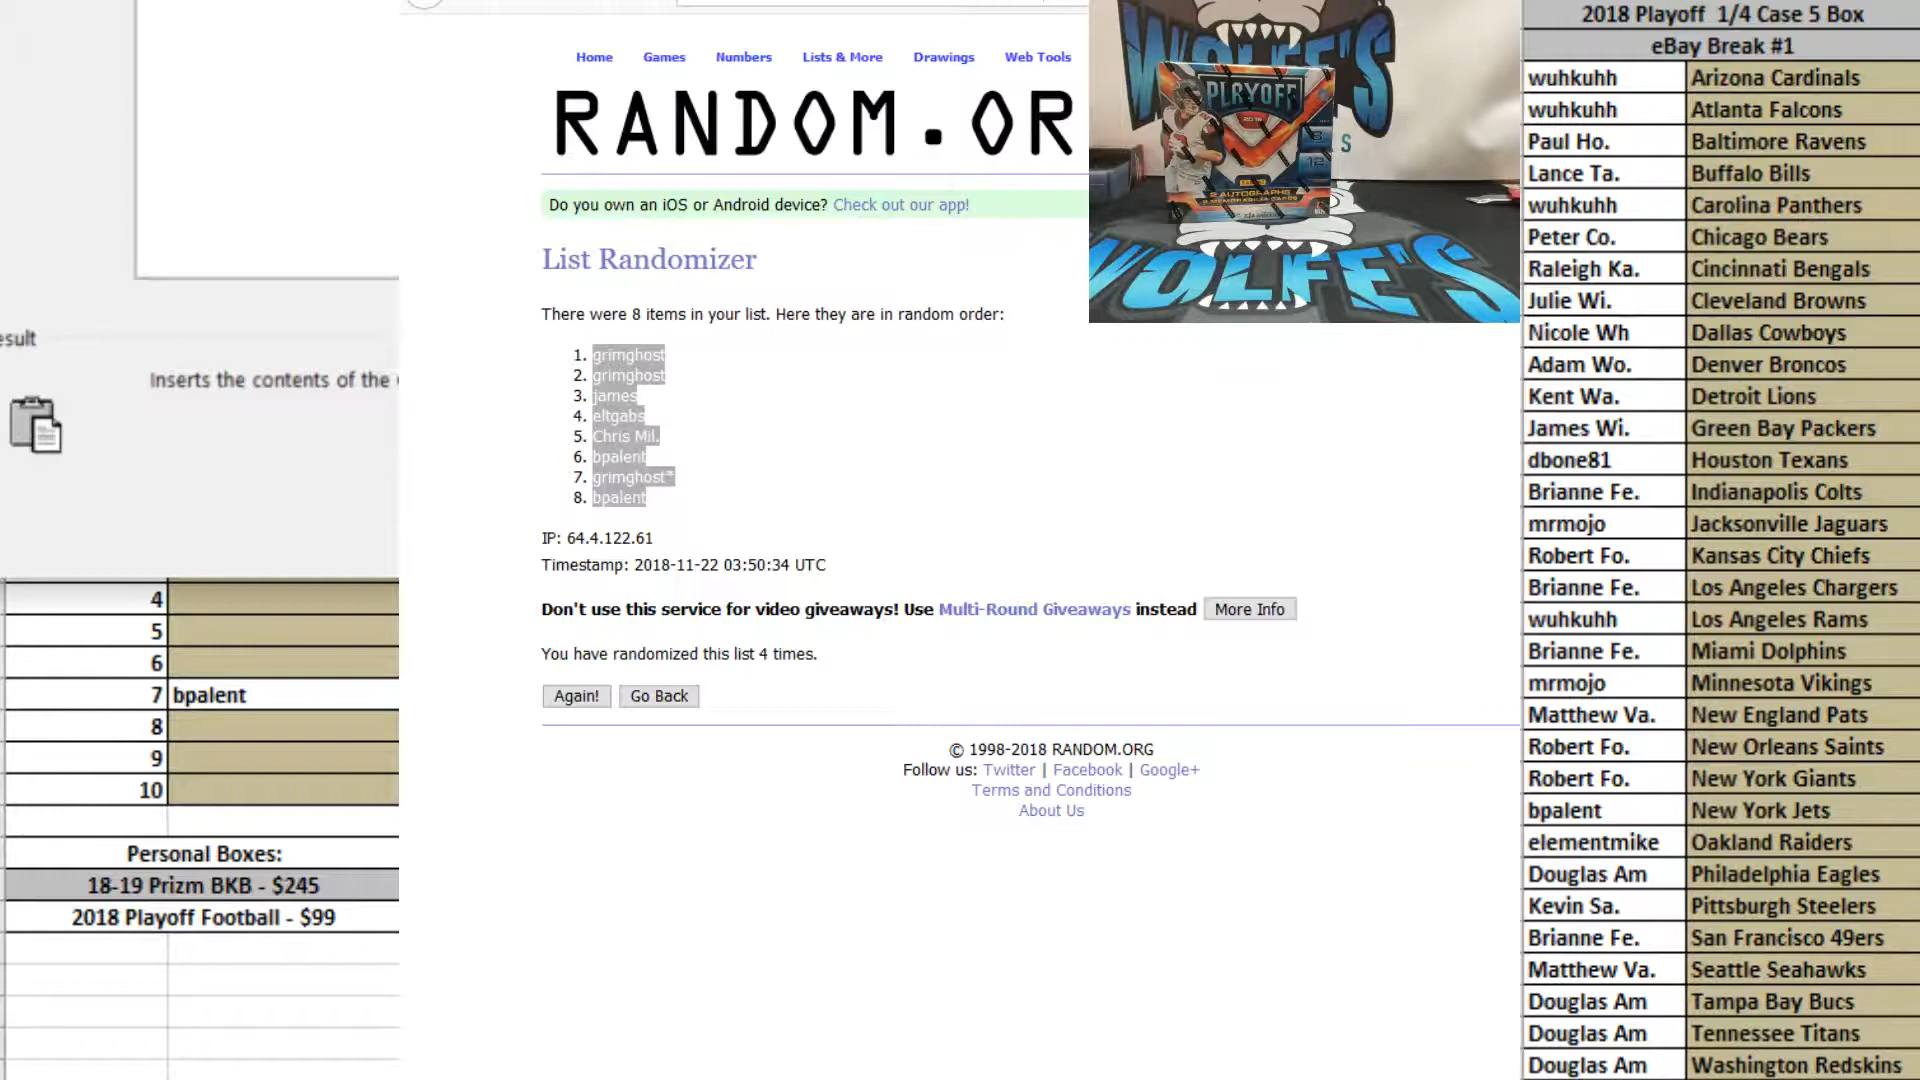 esult
Inserts the contents of the
4
5
6
7 bpalent
8
9
10
Personal Boxes:
18-19 Prizm BKB - $245
2018 Playoff Football - $99
Home Games Numbers Lists & More Drawings Web Tools
RANDOM.OR
Do you own an iOS or Android device? Check out our app!
List Randomizer
There were 8 items in your list. Here they are in random order:
1. grimghost
2. grimghost
3. james
4. eltgabs
5. Chris Mil.
6. bpalent
7. grimghost*
8. bpalent
IP: 64.4.122.61
Timestamp: 2018-11-22 03:50:34 UTC
Don't use this service for video giveaways! Use Multi-Round Giveaways instead More Info
You have randomized this list 4 times.
Again! Go Back
© 1998-2018 RANDOM.ORG
Follow us: Twitter | Facebook | Google+
Terms and Conditions
About Us
WOLFE'S
PLAYOFF
2018
8
12
2 AUTOGRAPHS
WOLFE'S
2018 Playoff 1/4 Case 5 Box
eBay Break #1
wuhkuhh Arizona Cardinals
wuhkuhh Atlanta Falcons
Paul Ho. Baltimore Ravens
Lance Ta. Buffalo Bills
wuhkuhh Carolina Panthers
Peter Co. Chicago Bears
Raleigh Ka. Cincinnati Bengals
Julie Wi. Cleveland Browns
Nicole Wh Dallas Cowboys
Adam Wo. Denver Broncos
Kent Wa. Detroit Lions
James Wi. Green Bay Packers
dbone81 Houston Texans
Brianne Fe. Indianapolis Colts
mrmojo Jacksonville Jaguars
Robert Fo. Kansas City Chiefs
Brianne Fe. Los Angeles Chargers
wuhkuhh Los Angeles Rams
Brianne Fe. Miami Dolphins
mrmojo Minnesota Vikings
Matthew Va. New England Pats
Robert Fo. New Orleans Saints
Robert Fo. New York Giants
bpalent New York Jets
elementmike Oakland Raiders
Douglas Am Philadelphia Eagles
Kevin Sa. Pittsburgh Steelers
Brianne Fe. San Francisco 49ers
Matthew Va. Seattle Seahawks
Douglas Am Tampa Bay Bucs
Douglas Am Tennessee Titans
Douglas Am Washington Redskins